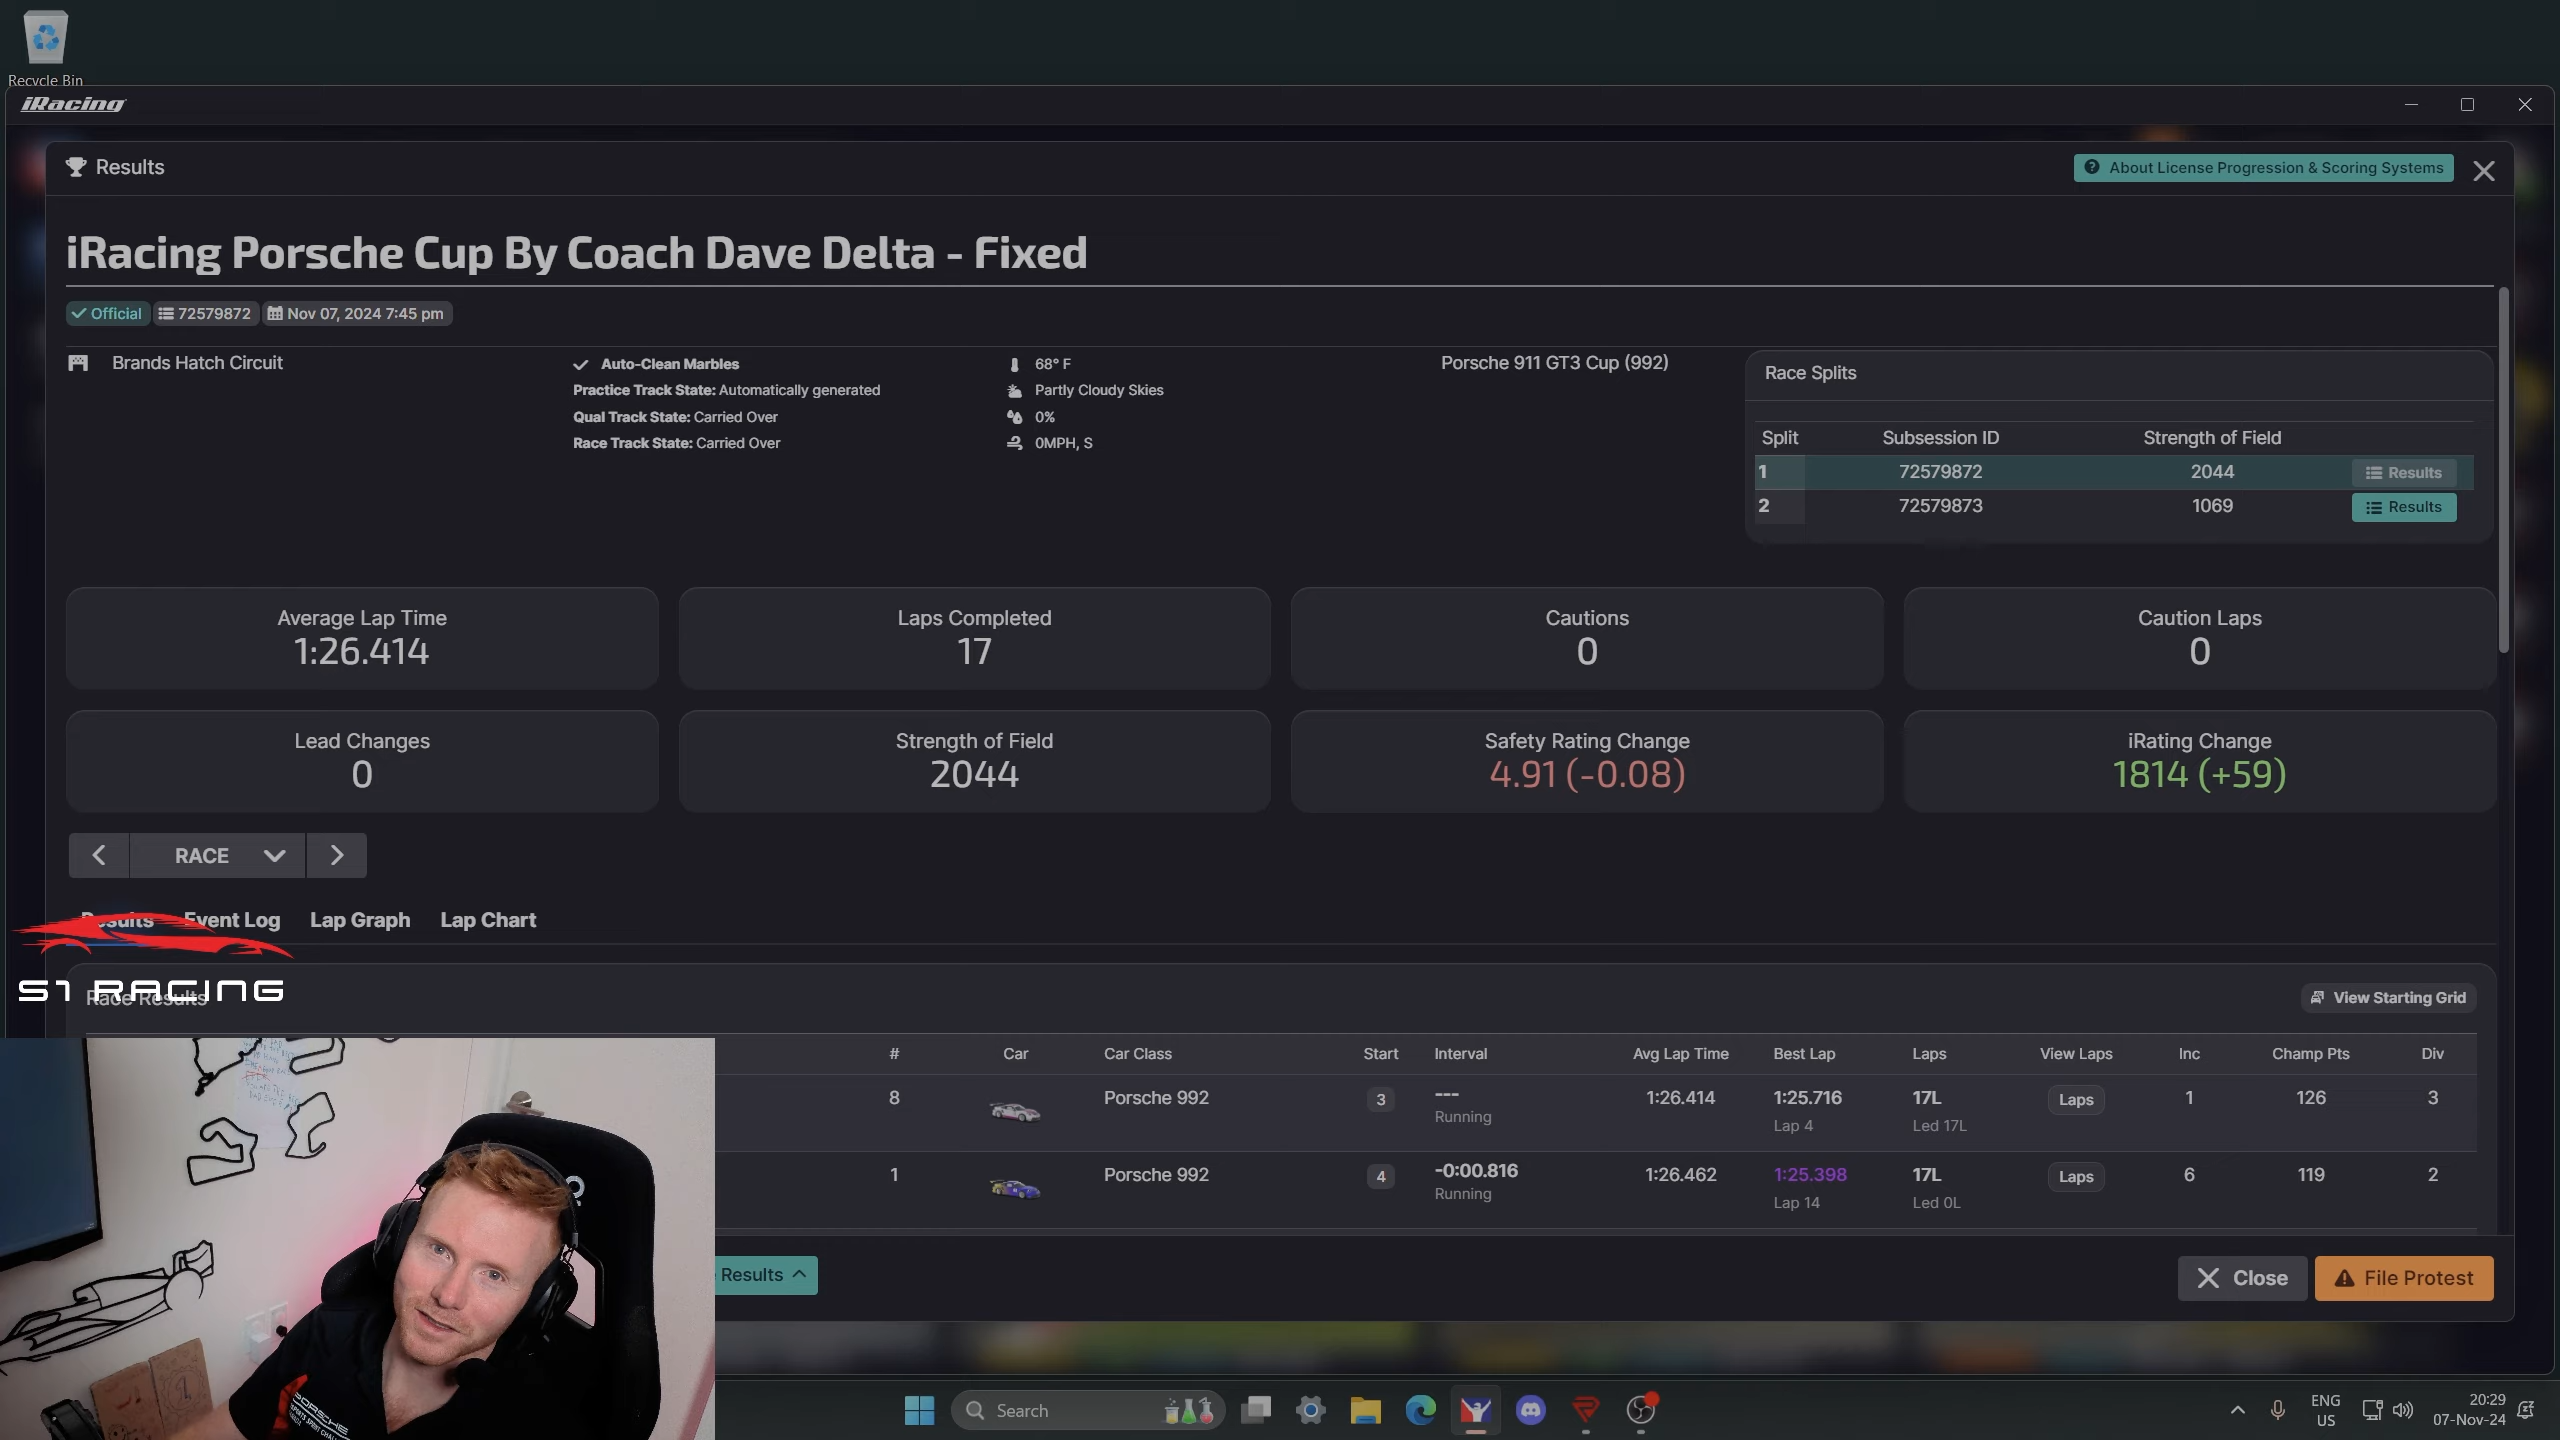 Recycle Bin
iRacing
Results
About License Progression & Scoring Systems
iRacing Porsche Cup By Coach Dave Delta - Fixed
Official
72579872
Nov 07, 2024 7:45 pm
Brands Hatch Circuit
Auto-Clean Marbles
Practice Track State: Automatically generated
Qual Track State: Carried Over
Race Track State: Carried Over
68° F
Partly Cloudy Skies
0%
0MPH, S
Porsche 911 GT3 Cup (992)
Race Splits
Split Subsession ID Strength of Field
1 72579872 2044 Results
2 72579873 1069 Results
Average Lap Time
1:26.414
Laps Completed
17
Cautions
0
Caution Laps
0
Lead Changes
0
Strength of Field
2044
Safety Rating Change
4.91 (-0.08)
iRating Change
1814 (+59)
RACE
Results Event Log Lap Graph Lap Chart
S1 RACING
Race Results
View Starting Grid
# Car Car Class Start Interval Avg Lap Time Best Lap Laps View Laps Inc Champ Pts Div
8 Porsche 992 3 --- 1:26.414 1:25.716 17L Laps 1 126 3
Running Lap 4 Led 17L
1 Porsche 992 4 -0:00.816 1:26.462 1:25.398 17L Laps 6 119 2
Running Lap 14 Led 0L
Results
Close
File Protest
Search
ENG
US
20:29
07-Nov-24